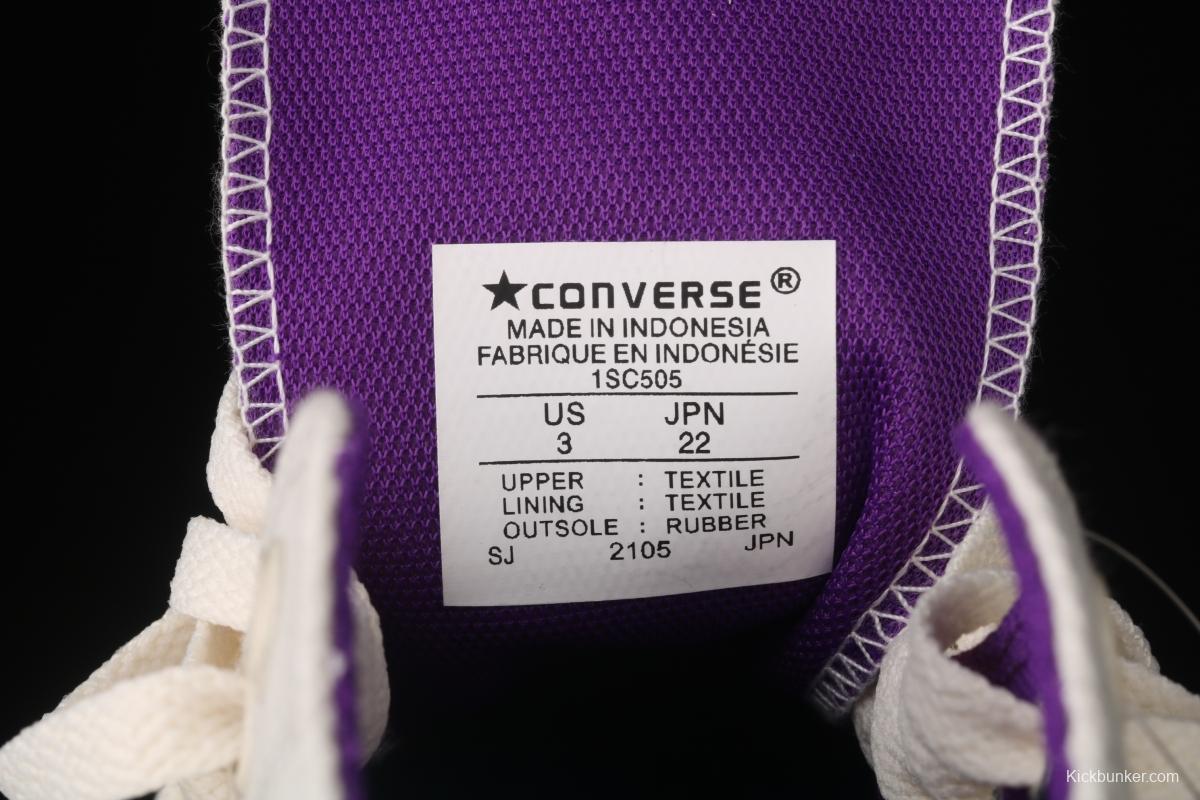 ★CONVERSE®
MADE IN INDONESIA
FABRIQUE EN INDONÉSIE
1SC505
US JPN
3 22
UPPER : TEXTILE
LINING : TEXTILE
OUTSOLE : RUBBER
SJ 2105 JPN
Kickbunker.com